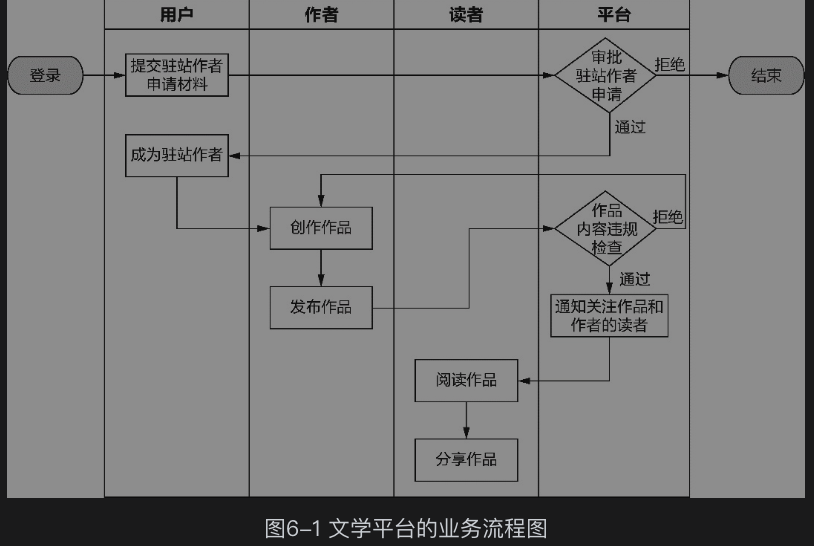 用户
作者
读者
平台
登录
提交驻站作者
申请材料
审批
驻站作者
申请
拒绝
结束
通过
成为驻站作者
创作作品
作品
内容违规
检查
拒绝
发布作品
通过
通知关注作品和
作者的读者
阅读作品
分享作品
图6-1 文学平台的业务流程图